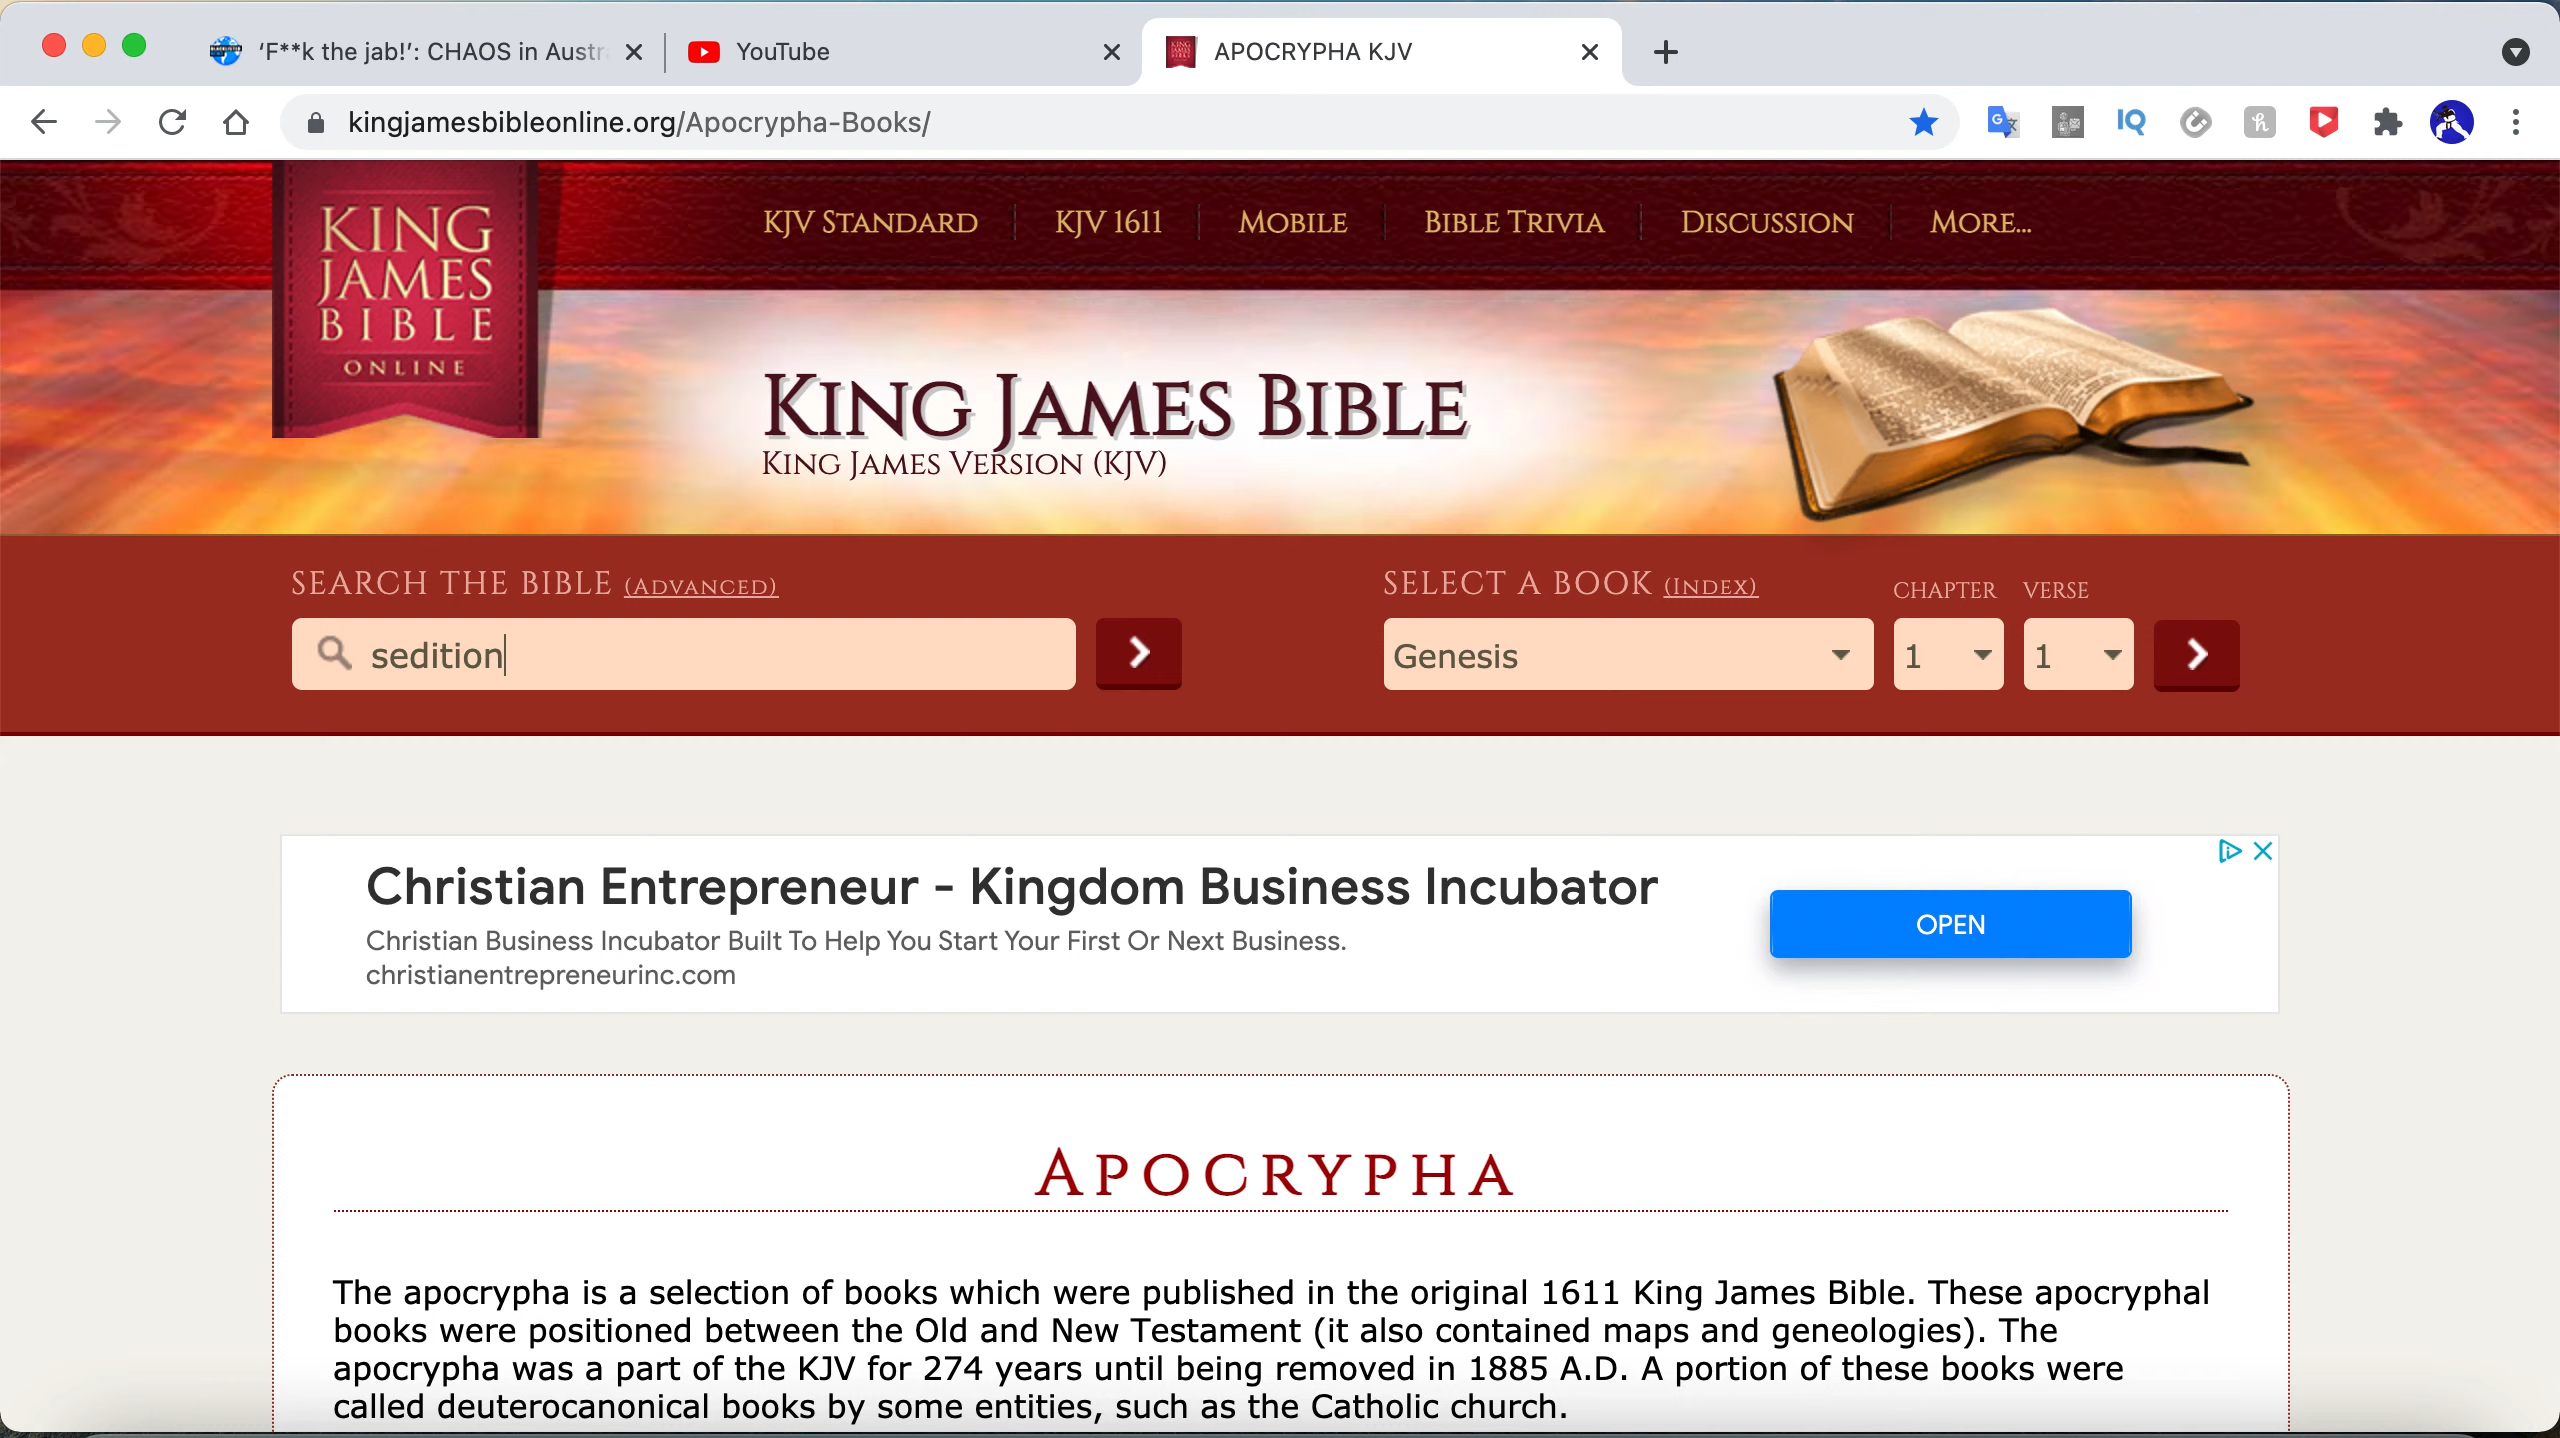 ‘F**k the jab!’: CHAOS in Austr
YouTube
APOCRYPHA KJV
kingjamesbibleonline.org/Apocrypha-Books/
KING
JAMES
BIBLE
ONLINE
KJV STANDARD
KJV 1611
MOBILE
BIBLE TRIVIA
DISCUSSION
MORE...
KING JAMES BIBLE
KING JAMES VERSION (KJV)
SEARCH THE BIBLE (ADVANCED)
sedition
SELECT A BOOK (INDEX)
CHAPTER
VERSE
Genesis
1
1
Christian Entrepreneur - Kingdom Business Incubator
Christian Business Incubator Built To Help You Start Your First Or Next Business.
christianentrepreneurinc.com
OPEN
APOCRYPHA
The apocrypha is a selection of books which were published in the original 1611 King James Bible. These apocryphal
books were positioned between the Old and New Testament (it also contained maps and geneologies). The
apocrypha was a part of the KJV for 274 years until being removed in 1885 A.D. A portion of these books were
called deuterocanonical books by some entities, such as the Catholic church.